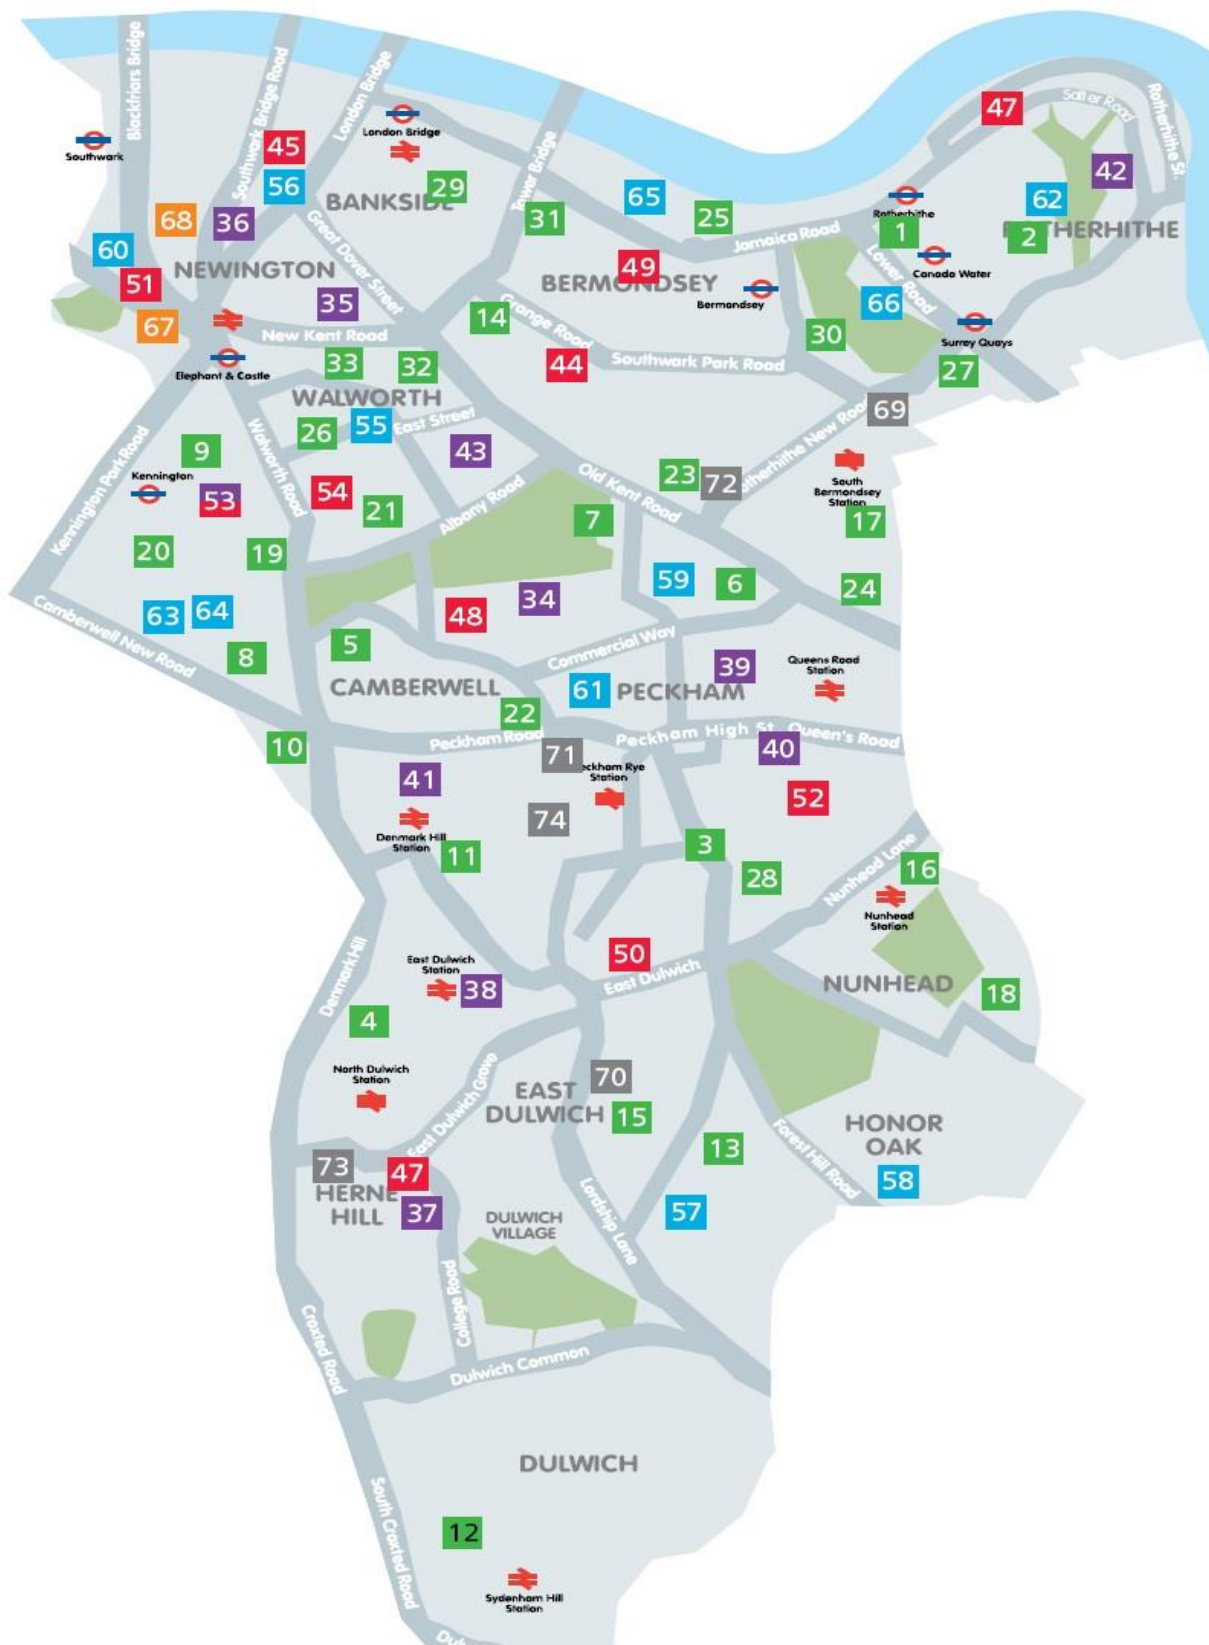 Blackfriars Bridge
Southwark Bridge Road
London Bridge
London Bridge
Southwark
45
56
BANKSIDE
29
Tower Bridge
31
65
25
47
Salter Road
Rotherhithe St.
42
62
Rotherhithe
1
2
ROTHERHITHE
Jamaica Road
Canada Water
Lower Road
68
36
60
51
NEWINGTON
Great Dover Street
49
BERMONDSEY
Bermondsey
66
35
67
14
Grange Road
30
Surrey Quays
New Kent Road
Elephant & Castle
33
32
44
Southwark Park Road
27
WALWORTH
26
55
East Street
69
Kennington Park Road
9
Walworth Road
43
Kennington
53
54
21
Albany Road
Old Kent Road
23
72
Rotherhithe New Road
South
Bermondsey
Station
17
7
20
19
59
6
24
63
64
48
34
Camberwell New Road
8
5
Commercial Way
39
Queens Road
Station
CAMBERWELL
61
PECKHAM
22
10
Peckham Road
Peckham High St.
Queen's Road
71
40
Peckham Rye
Station
41
52
74
Denmark Hill
Station
11
3
28
Nunhead Lane
16
Nunhead
Station
50
East Dulwich
Denmark Hill
East Dulwich
Station
38
NUNHEAD
18
4
North Dulwich
Station
East Dulwich Grove
EAST
DULWICH
70
15
13
Forest Hill Road
HONOR
OAK
58
73
47
HERNE
HILL
37
DULWICH
VILLAGE
Lordship Lane
57
College Road
Croxted Road
Dulwich Common
DULWICH
South Croxted Road
12
Sydenham Hill
Station